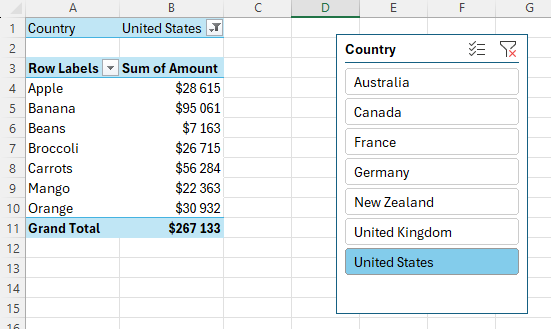 A B C D E F G
1 Country United States
2
3 Row Labels Sum of Amount
4 Apple $28 615
5 Banana $95 061
6 Beans $7 163
7 Broccoli $26 715
8 Carrots $56 284
9 Mango $22 363
10 Orange $30 932
11 Grand Total $267 133
12
13
14
15
16
Country
Australia
Canada
France
Germany
New Zealand
United Kingdom
United States